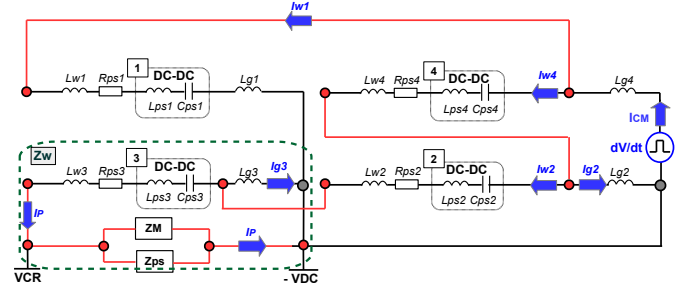 Iw1
1
DC-DC
Lw1 Rps1 Lps1 Cps1 Lg1
4
DC-DC
Lw4 Rps4 Lps4 Cps4 Iw4 Lg4
ICM
dV/dt
Zw
3
DC-DC
Lw3 Rps3 Lps3 Cps3 Lg3 Ig3
2
DC-DC
Lw2 Rps2 Lps2 Cps2 Iw2 Ig2 Lg2
IP
ZM
IP
Zps
VCR
- VDC